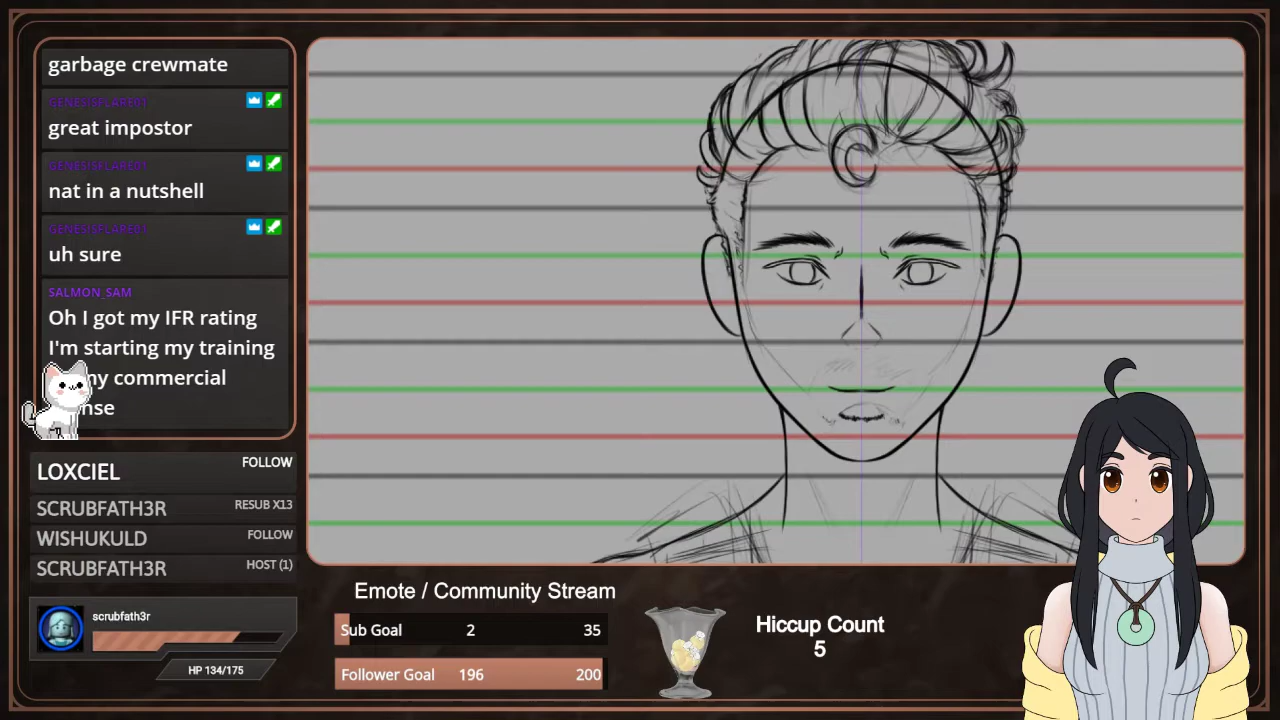 garbage crewmate
GENESISFLARE01
great impostor
GENESISFLARE01
nat in a nutshell
GENESISFLARE01
uh sure
SALMON_SAM
Oh I got my IFR rating
I'm starting my training
my commercial
nse
LOXCIEL FOLLOW
SCRUBFATH3R RESUB X13
WISHUKULD FOLLOW
SCRUBFATH3R HOST (1)
scrubfath3r
HP 134/175
Emote / Community Stream
Sub Goal 2 35
Follower Goal 196 200
Hiccup Count
5